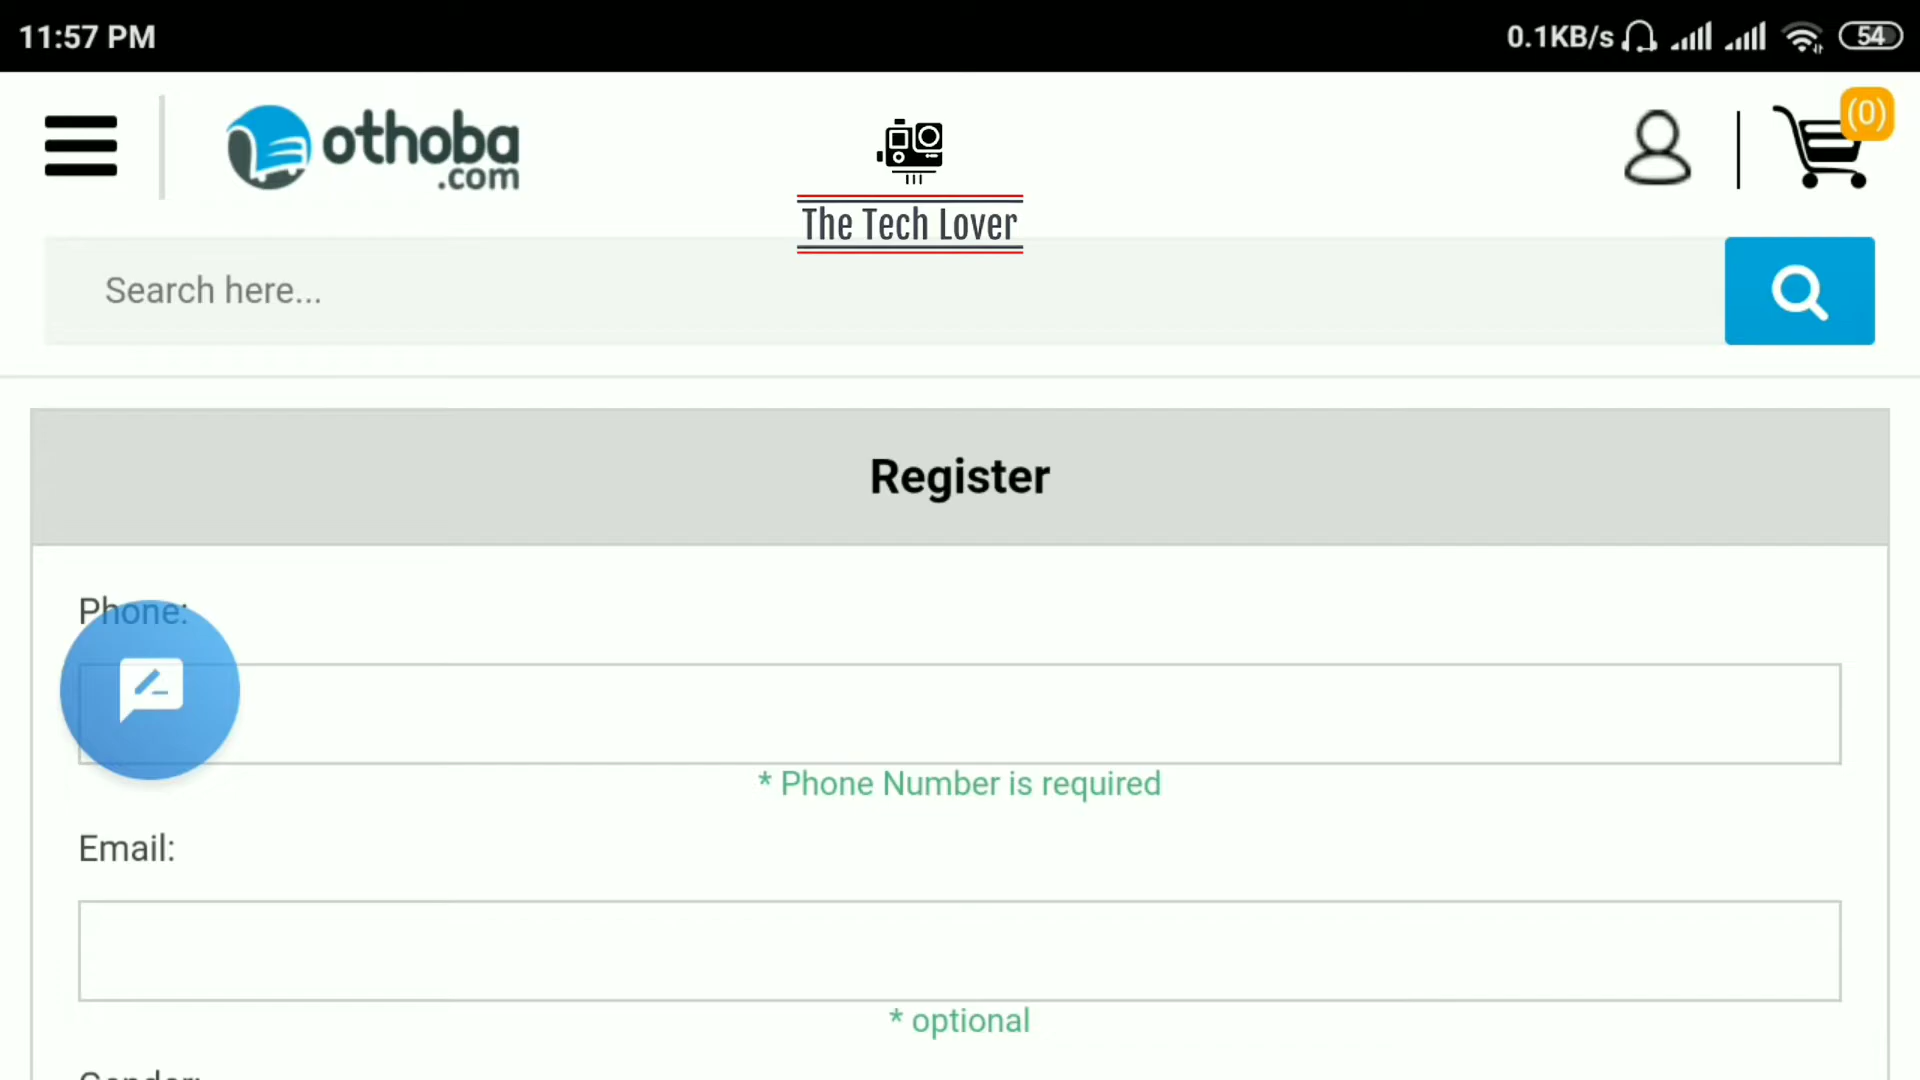 11:57 PM
0.1KB/s
54
othoba
.com
(0)
The Tech Lover
Search here...
Register
Phone:
* Phone Number is required
Email:
* optional